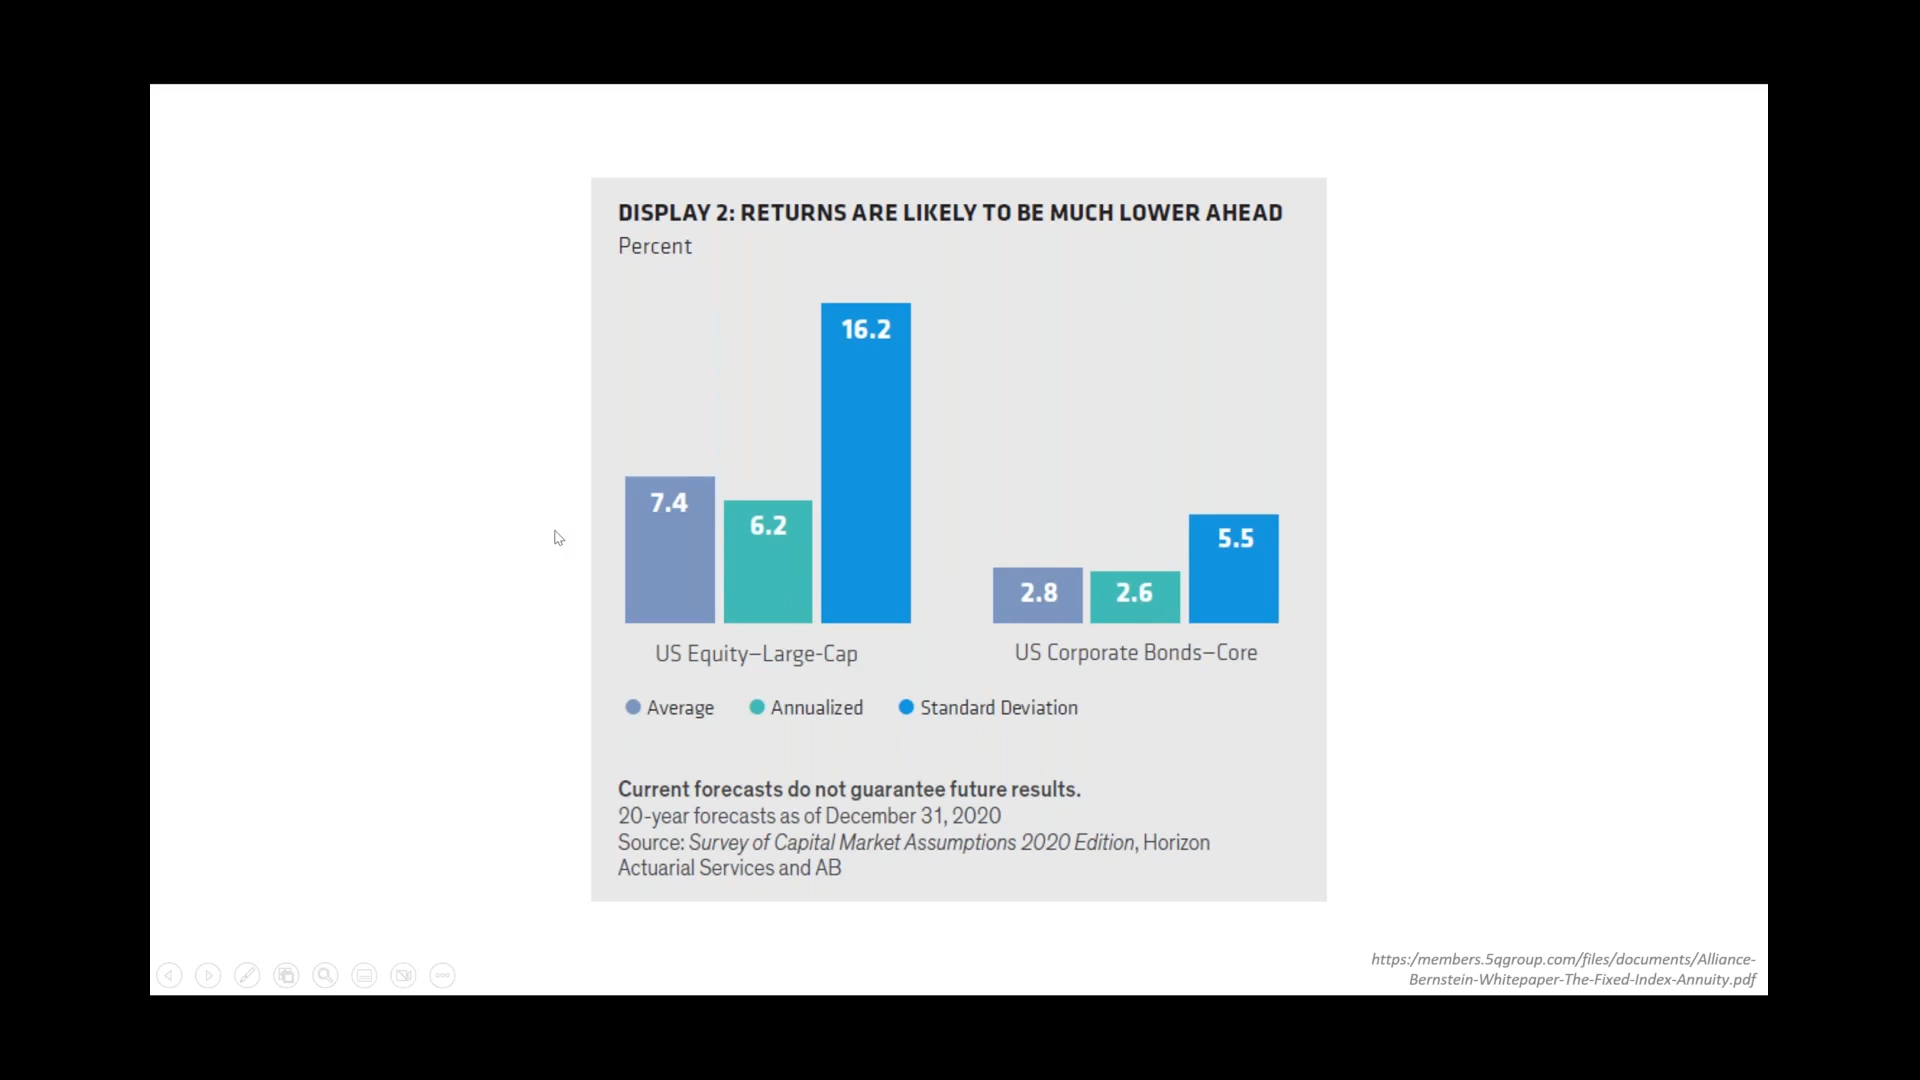 DISPLAY 2: RETURNS ARE LIKELY TO BE MUCH LOWER AHEAD
Percent
7.4
6.2
16.2
2.8
2.6
5.5
US Equity–Large-Cap
US Corporate Bonds–Core
Average
Annualized
Standard Deviation
Current forecasts do not guarantee future results.
20-year forecasts as of December 31, 2020
Source: Survey of Capital Market Assumptions 2020 Edition, Horizon
Actuarial Services and AB
https:/members.5qgroup.com/files/documents/Alliance-
Bernstein-Whitepaper-The-Fixed-Index-Annuity.pdf